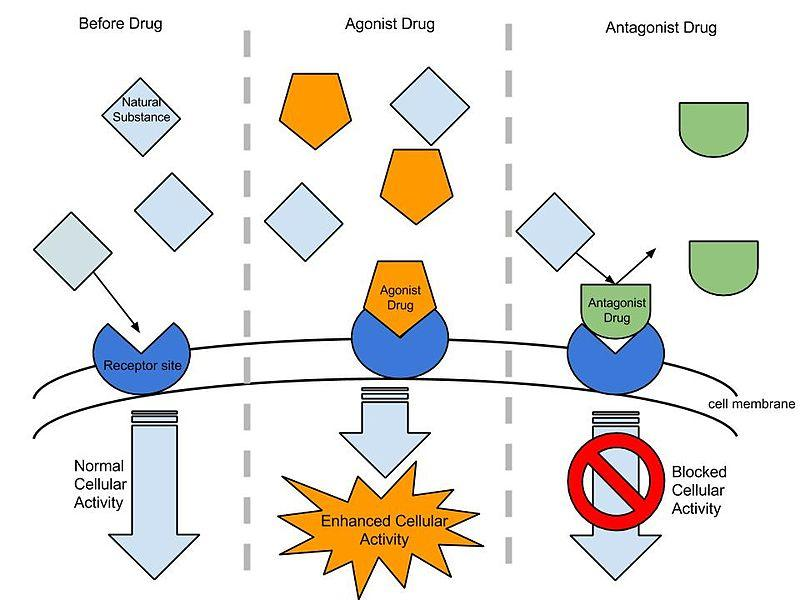 Before Drug
Agonist Drug
Antagonist Drug
Natural
Substance
Agonist
Drug
Antagonist
Drug
Receptor site
cell membrane
Normal
Cellular
Activity
Enhanced Cellular
Activity
Blocked
Cellular
Activity